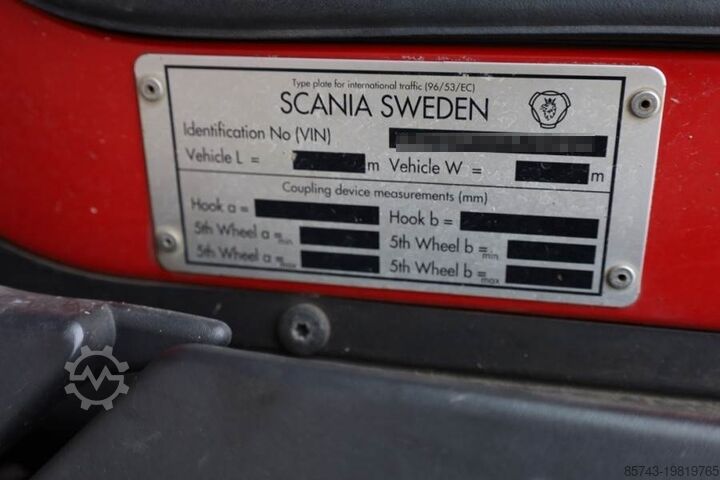 Type plate for international traffic (96/53/EC)
SCANIA SWEDEN
Identification No (VIN)
Vehicle L = m Vehicle W = m
Coupling device measurements (mm)
Hook a = Hook b =
5th Wheel a =min 5th Wheel b =min
5th Wheel a =max 5th Wheel b =max
85743-19819765